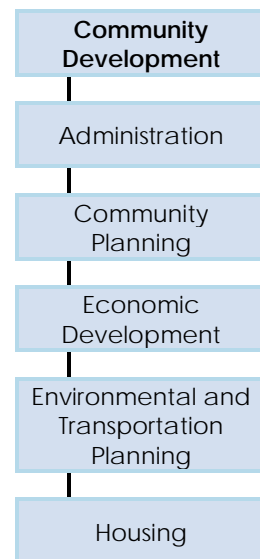 Community
Development
Administration
Community
Planning
Economic
Development
Environmental and
Transportation
Planning
Housing